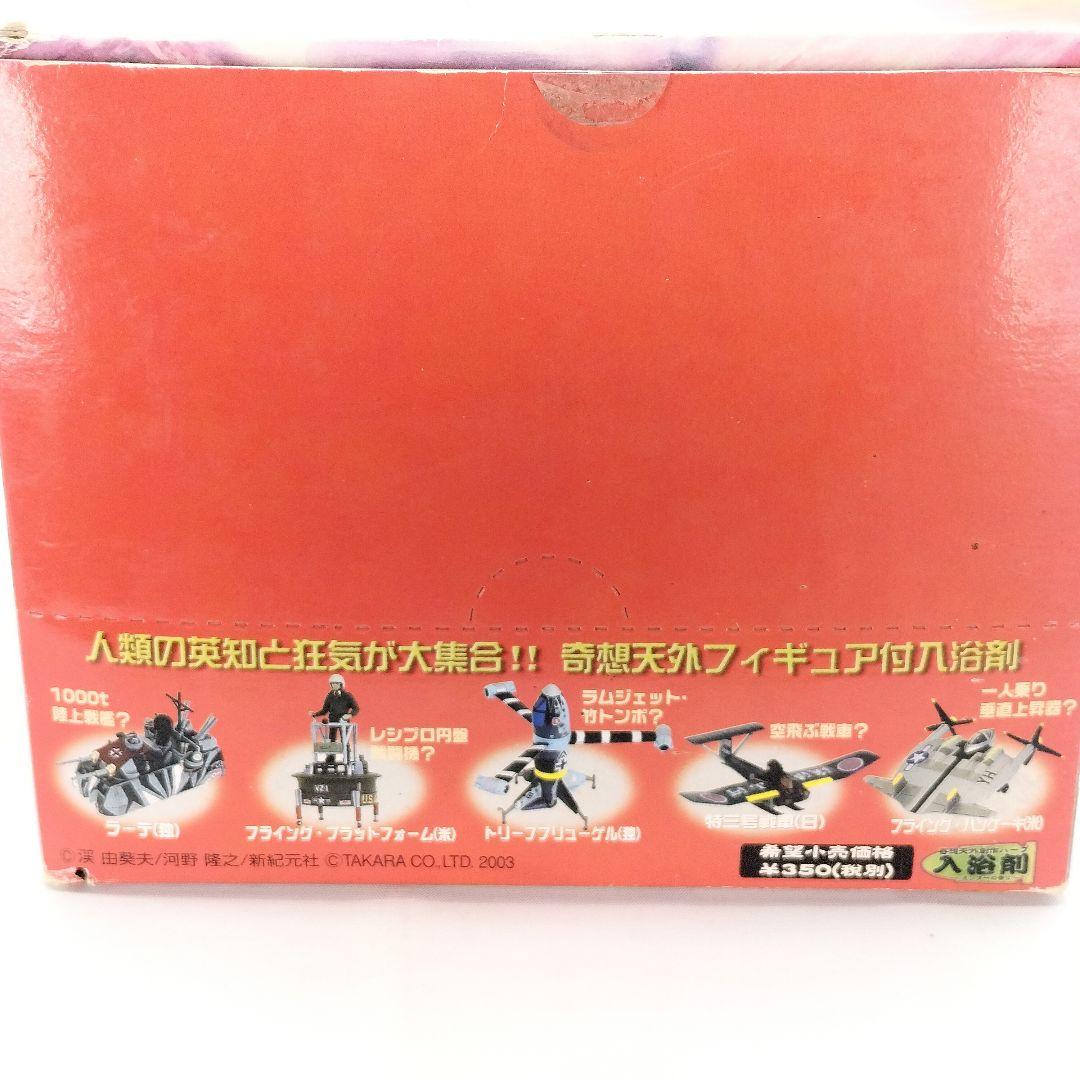 人類の英知と狂気が大集合!! 奇想天外フィギュア付入浴剤
1000t
陸上戦艦?
ラーテ(独)
レシプロ円盤
戦闘機?
VZ-1
US
フライング・プラットフォーム(米)
ラムジェット・
竹トンボ?
トリープフリューゲル(独)
空飛ぶ戦車?
特三号戦車(日)
一人乗り
垂直上昇器?
フライング・パンケーキ(米)
©渓 由葵夫/河野 隆之/新紀元社 ©TAKARA CO.,LTD. 2003
希望小売価格
¥350(税別)
入浴剤